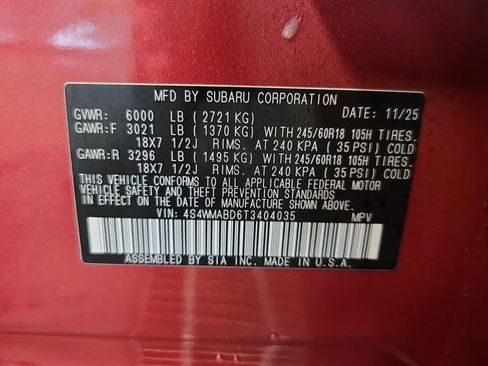 MFD BY SUBARU CORPORATION
GVWR: 6000 LB ( 2721 KG) DATE: 11/25
GAWR:F 3021 LB ( 1370 KG) WITH 245/60R18 105H TIRES.
18X7 1/2J RIMS. AT 240 KPA ( 35 PSI) COLD
GAWR:R 3296 LB ( 1495 KG) WITH 245/60R18 105H TIRES.
18X7 1/2J RIMS. AT 240 KPA ( 35 PSI) COLD
THIS VEHICLE CONFORMS TO ALL APPLICABLE FEDERAL MOTOR
VEHICLE SAFETY AND THEFT PREVENTION STANDARDS
IN EFFECT ON THE DATE OF MANUFACTURE SHOWN ABOVE.
VIN: 4S4WMABD6T3404035 MPV
ASSEMBLED BY SIA INC. MADE IN U.S.A.